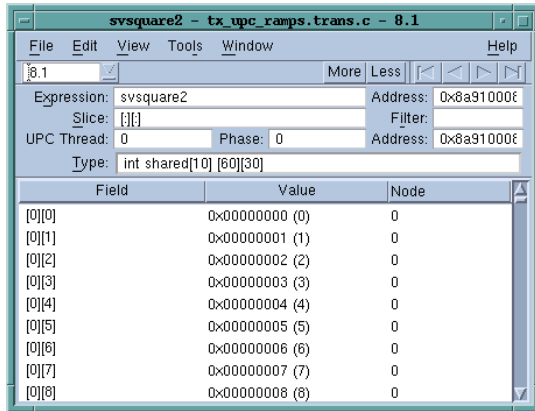 svsquare2 - tx_upc_ramps.trans.c - 8.1
File Edit View Tools Window Help
8.1 More Less
Expression: svsquare2 Address: 0x8a910008
Slice: [:][:] Filter:
UPC Thread: 0 Phase: 0 Address: 0x8a910008
Type: int shared[10] [60][30]
Field Value Node
[0][0] 0x00000000 (0) 0
[0][1] 0x00000001 (1) 0
[0][2] 0x00000002 (2) 0
[0][3] 0x00000003 (3) 0
[0][4] 0x00000004 (4) 0
[0][5] 0x00000005 (5) 0
[0][6] 0x00000006 (6) 0
[0][7] 0x00000007 (7) 0
[0][8] 0x00000008 (8) 0